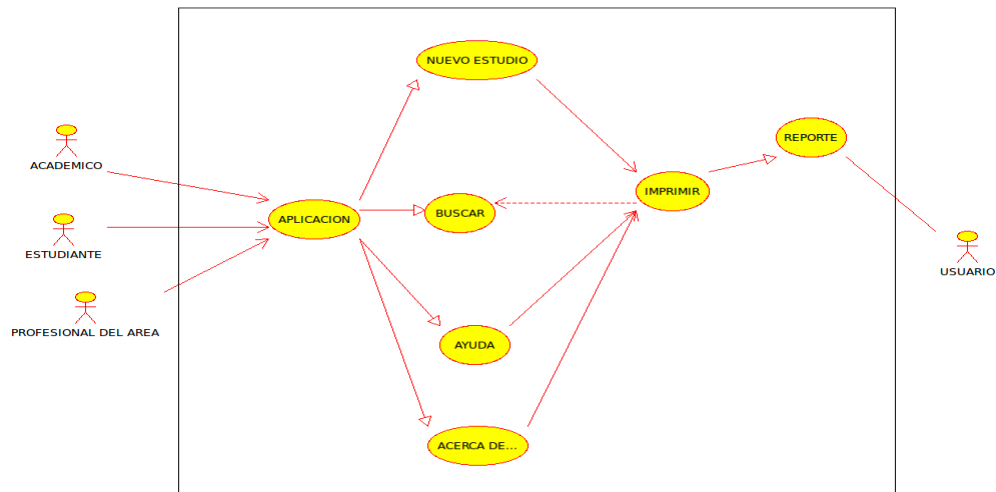 NUEVO ESTUDIO
REPORTE
ACADEMICO
IMPRIMIR
APLICACION
BUSCAR
ESTUDIANTE
USUARIO
PROFESIONAL DEL AREA
AYUDA
ACERCA DE...